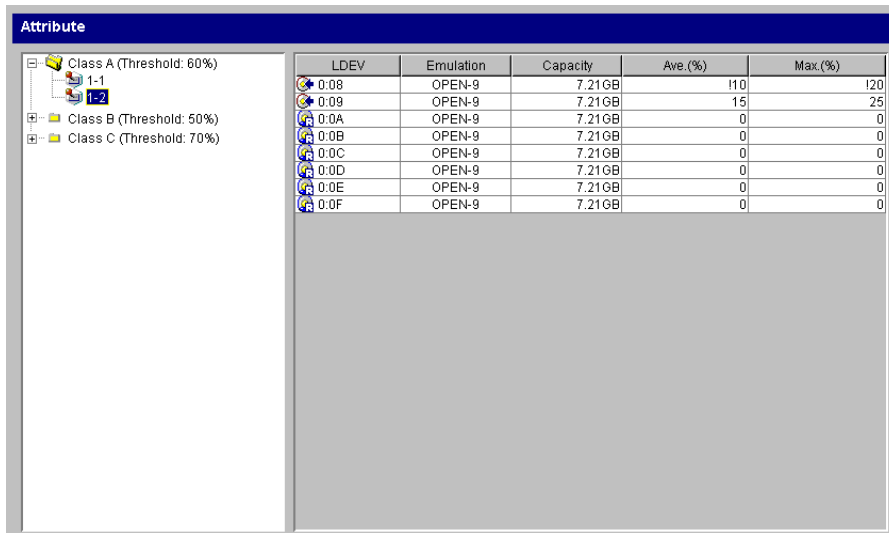 Attribute
Class A (Threshold: 60%)
1-1
1-2
Class B (Threshold: 50%)
Class C (Threshold: 70%)
LDEV Emulation Capacity Ave.(%) Max.(%)
0:08 OPEN-9 7.21GB !10 !20
0:09 OPEN-9 7.21GB 15 25
0:0A OPEN-9 7.21GB 0 0
0:0B OPEN-9 7.21GB 0 0
0:0C OPEN-9 7.21GB 0 0
0:0D OPEN-9 7.21GB 0 0
0:0E OPEN-9 7.21GB 0 0
0:0F OPEN-9 7.21GB 0 0